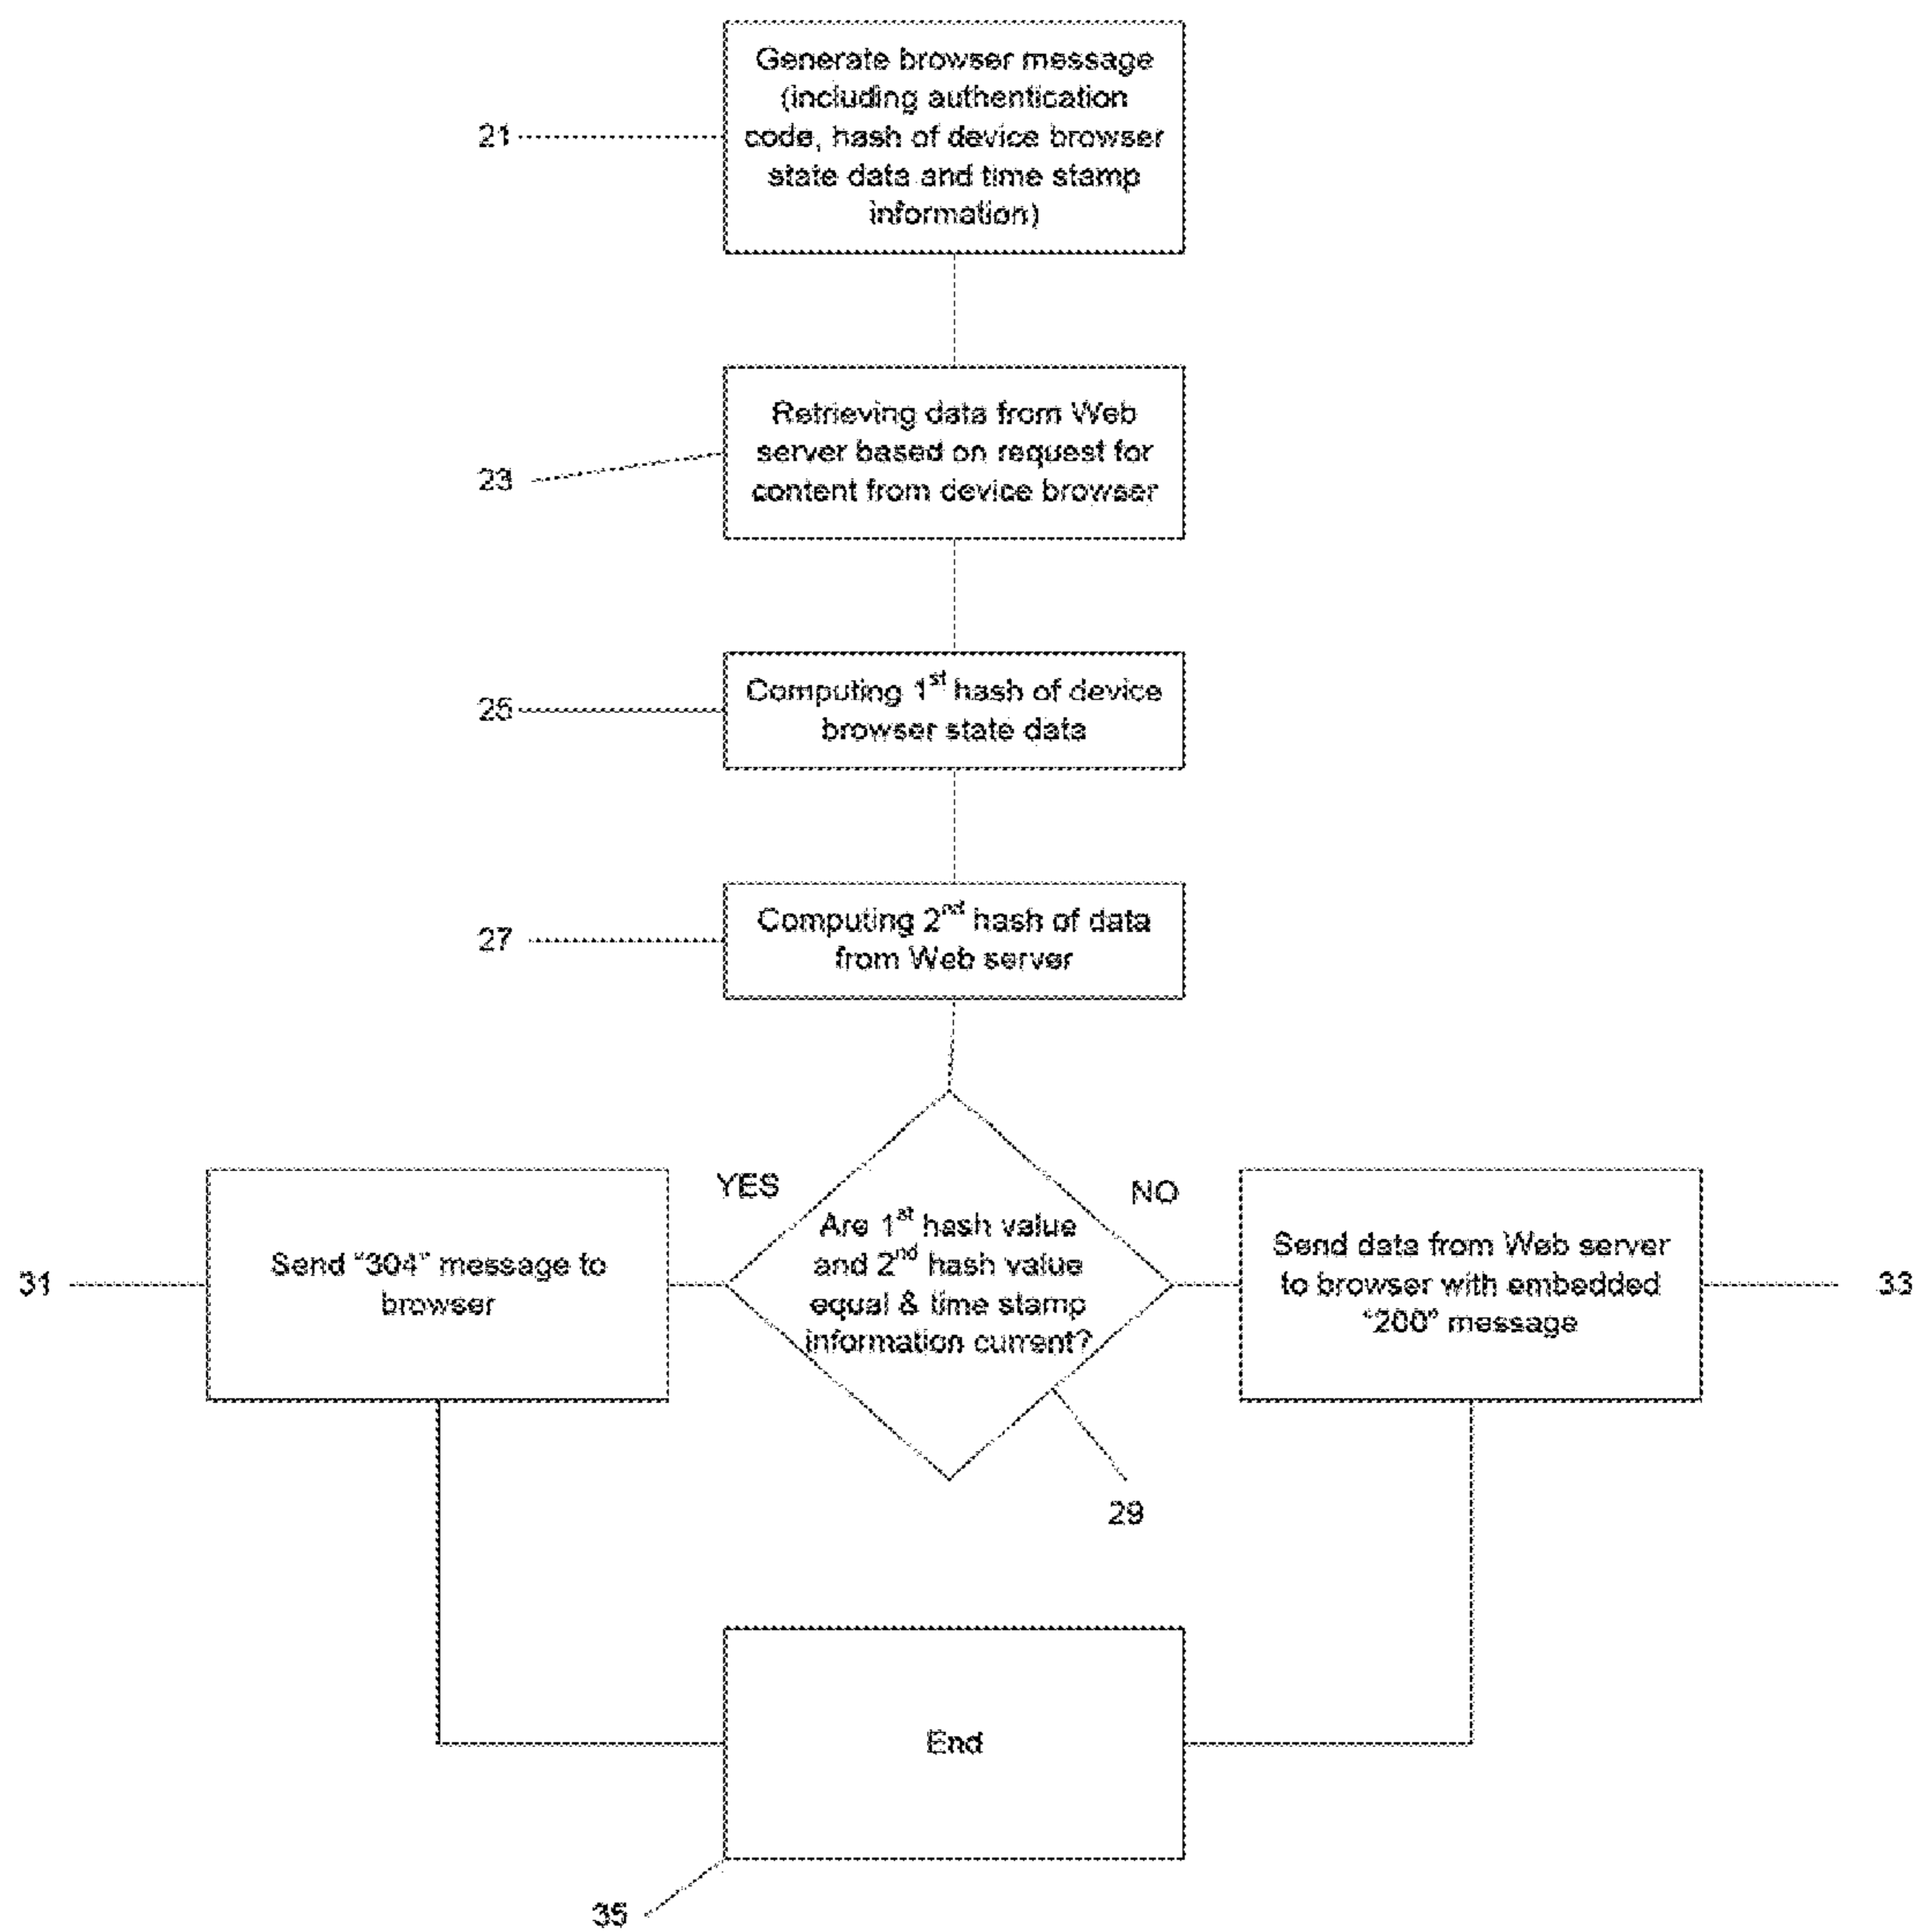 Generate browser message
(including authentication
code, hash of device browser
state data and time stamp
information)
21
Retrieving data from Web
server based on request for
content from device browser
23
Computing 1st hash of device
browser state data
25
Computing 2nd hash of data
from Web server
27
YES
NO
Are 1st hash value
and 2nd hash value
equal & time stamp
information current?
Send "304" message to
browser
31
Send data from Web server
to browser with embedded
"200" message
33
29
End
35